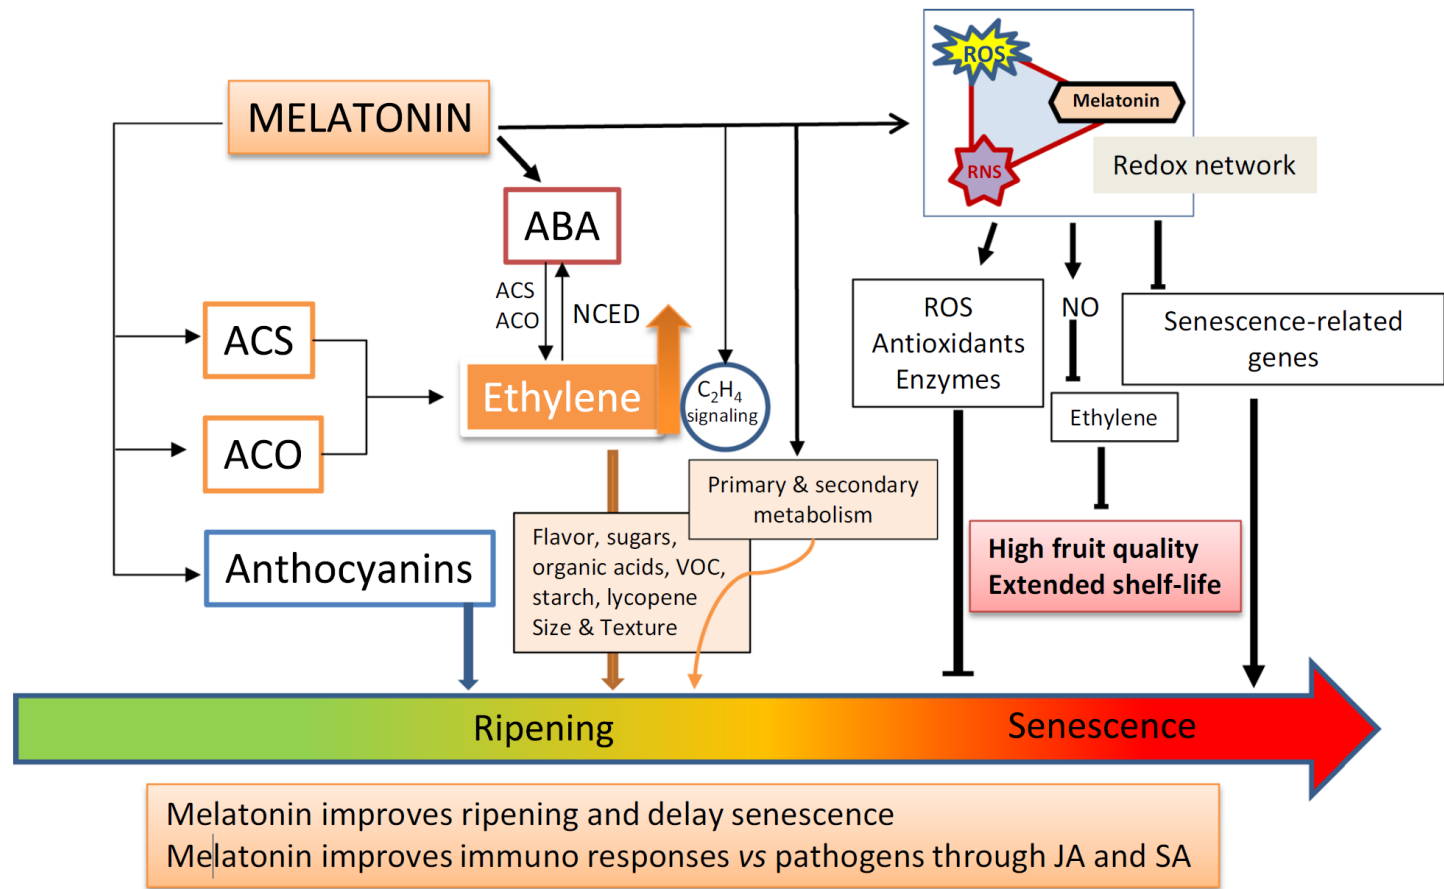 MELATONIN
ROS
Melatonin
RNS
Redox network
ABA
ACS
ACO
NCED
ACS
ACO
Ethylene
C₂H₄
signaling
Anthocyanins
Flavor, sugars,
organic acids, VOC,
starch, lycopene
Size & Texture
Primary & secondary
metabolism
ROS
Antioxidants
Enzymes
NO
Ethylene
Senescence-related
genes
High fruit quality
Extended shelf-life
Ripening
Senescence
Melatonin improves ripening and delay senescence
Melatonin improves immuno responses vs pathogens through JA and SA